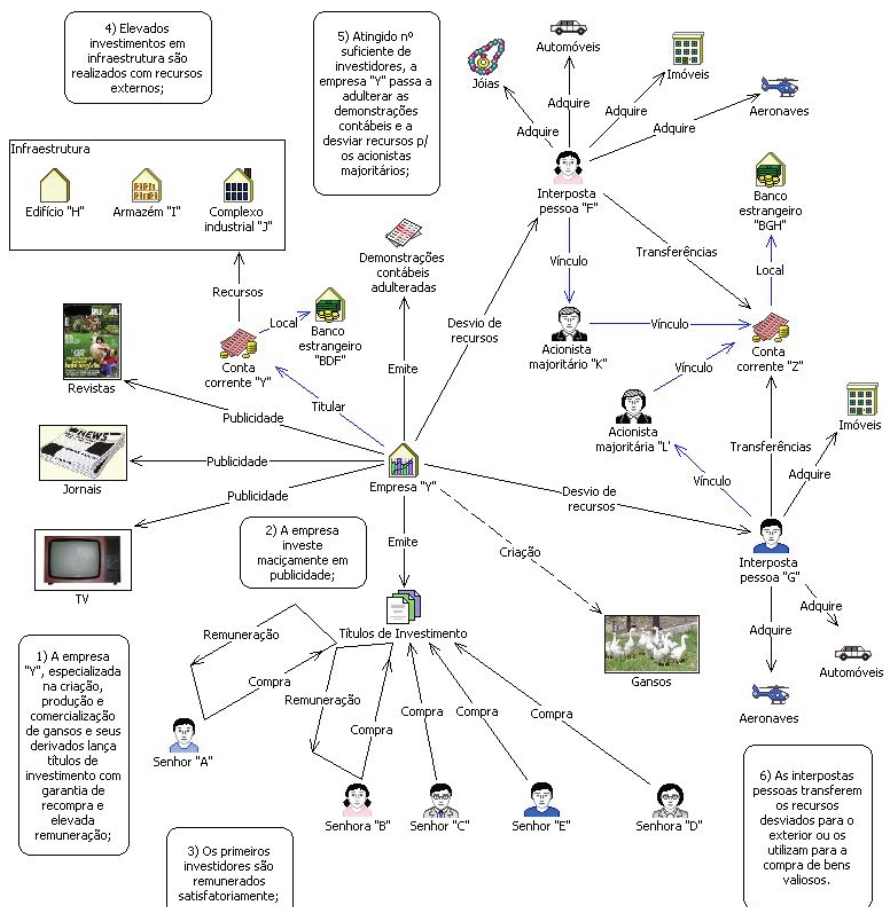 4) Elevados
investimentos em
infraestrutura são
realizados com recursos
externos;
5) Atingido nº
suficiente de
investidores, a
empresa "Y" passa a
adulterar as
demonstrações
contábeis e a
desviar recursos p/
os acionistas
majoritários;
Jóias
Automóveis
Imóveis
Aeronaves
Adquire
Adquire
Adquire
Adquire
Interposta
pessoa "F"
Infraestrutura
Edifício "H"
Armazém "I"
Complexo
industrial "J"
Recursos
Demonstrações
contábeis
adulteradas
Banco
estrangeiro
"BGH"
Transferências
Vínculo
Local
Desvio de
recursos
Local
Banco
estrangeiro
"BDF"
Conta
corrente "Y"
Revistas
Emite
Acionista
majoritário "K"
Vínculo
Conta
corrente "Z"
Vínculo
Titular
Publicidade
NEWS
Jornais
Publicidade
Acionista
majoritária "L'
Imóveis
Transferências
Adquire
Vínculo
Publicidade
Empresa "Y"
Desvio de
recursos
TV
2) A empresa
investe
maciçamente em
publicidade;
Emite
Criação
Interposta
pessoa "G"
Adquire
Adquire
Automóveis
Aeronaves
Gansos
Títulos de Investimento
Remuneração
Compra
Remuneração
Compra
Compra
Compra
Compra
1) A empresa
"Y", especializada
na criação,
produção e
comercialização
de gansos e seus
derivados lança
títulos de
investimento com
garantia de
recompra e
elevada
remuneração;
Senhor "A"
Senhora "B"
Senhor "C"
Senhor "E"
Senhora "D"
3) Os primeiros
investidores são
remunerados
satisfatoriamente;
6) As interpostas
pessoas transferem
os recursos
desviados para o
exterior ou os
utilizam para a
compra de bens
valiosos.